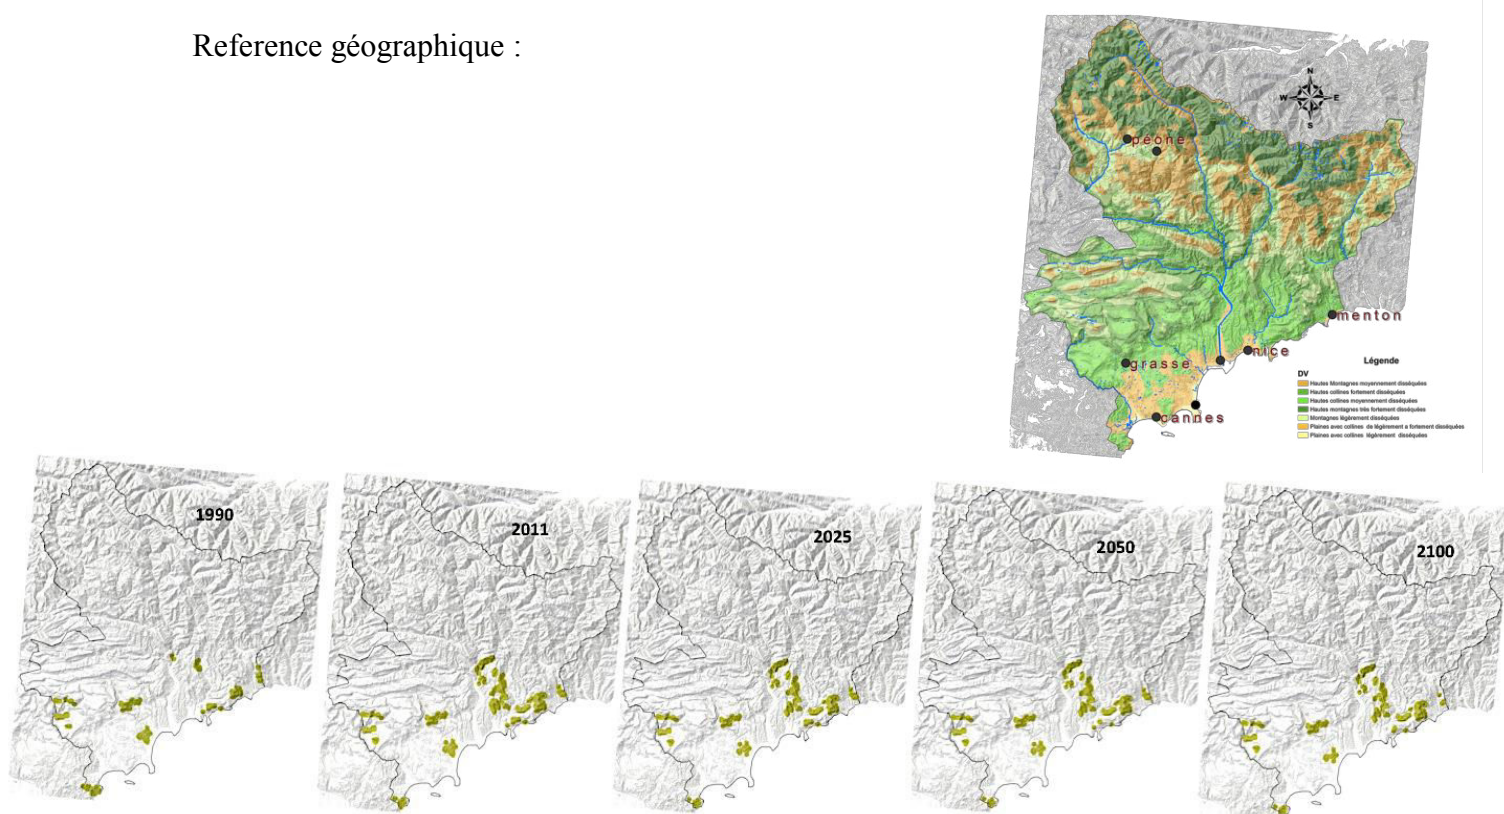 Reference géographique :
N
W E
S
péone
menton
nice
grasse
cannes
Légende
DV
Hautes Montagnes moyennement disséquées
Hautes collines fortement disséquées
Hautes collines moyennement disséquées
Hautes montagnes très fortement disséquées
Montagnes légèrement disséquées
Plaines avec collines de légèrement a fortement disséquées
Plaines avec collines légèrement disséquées
1990
2011
2025
2050
2100